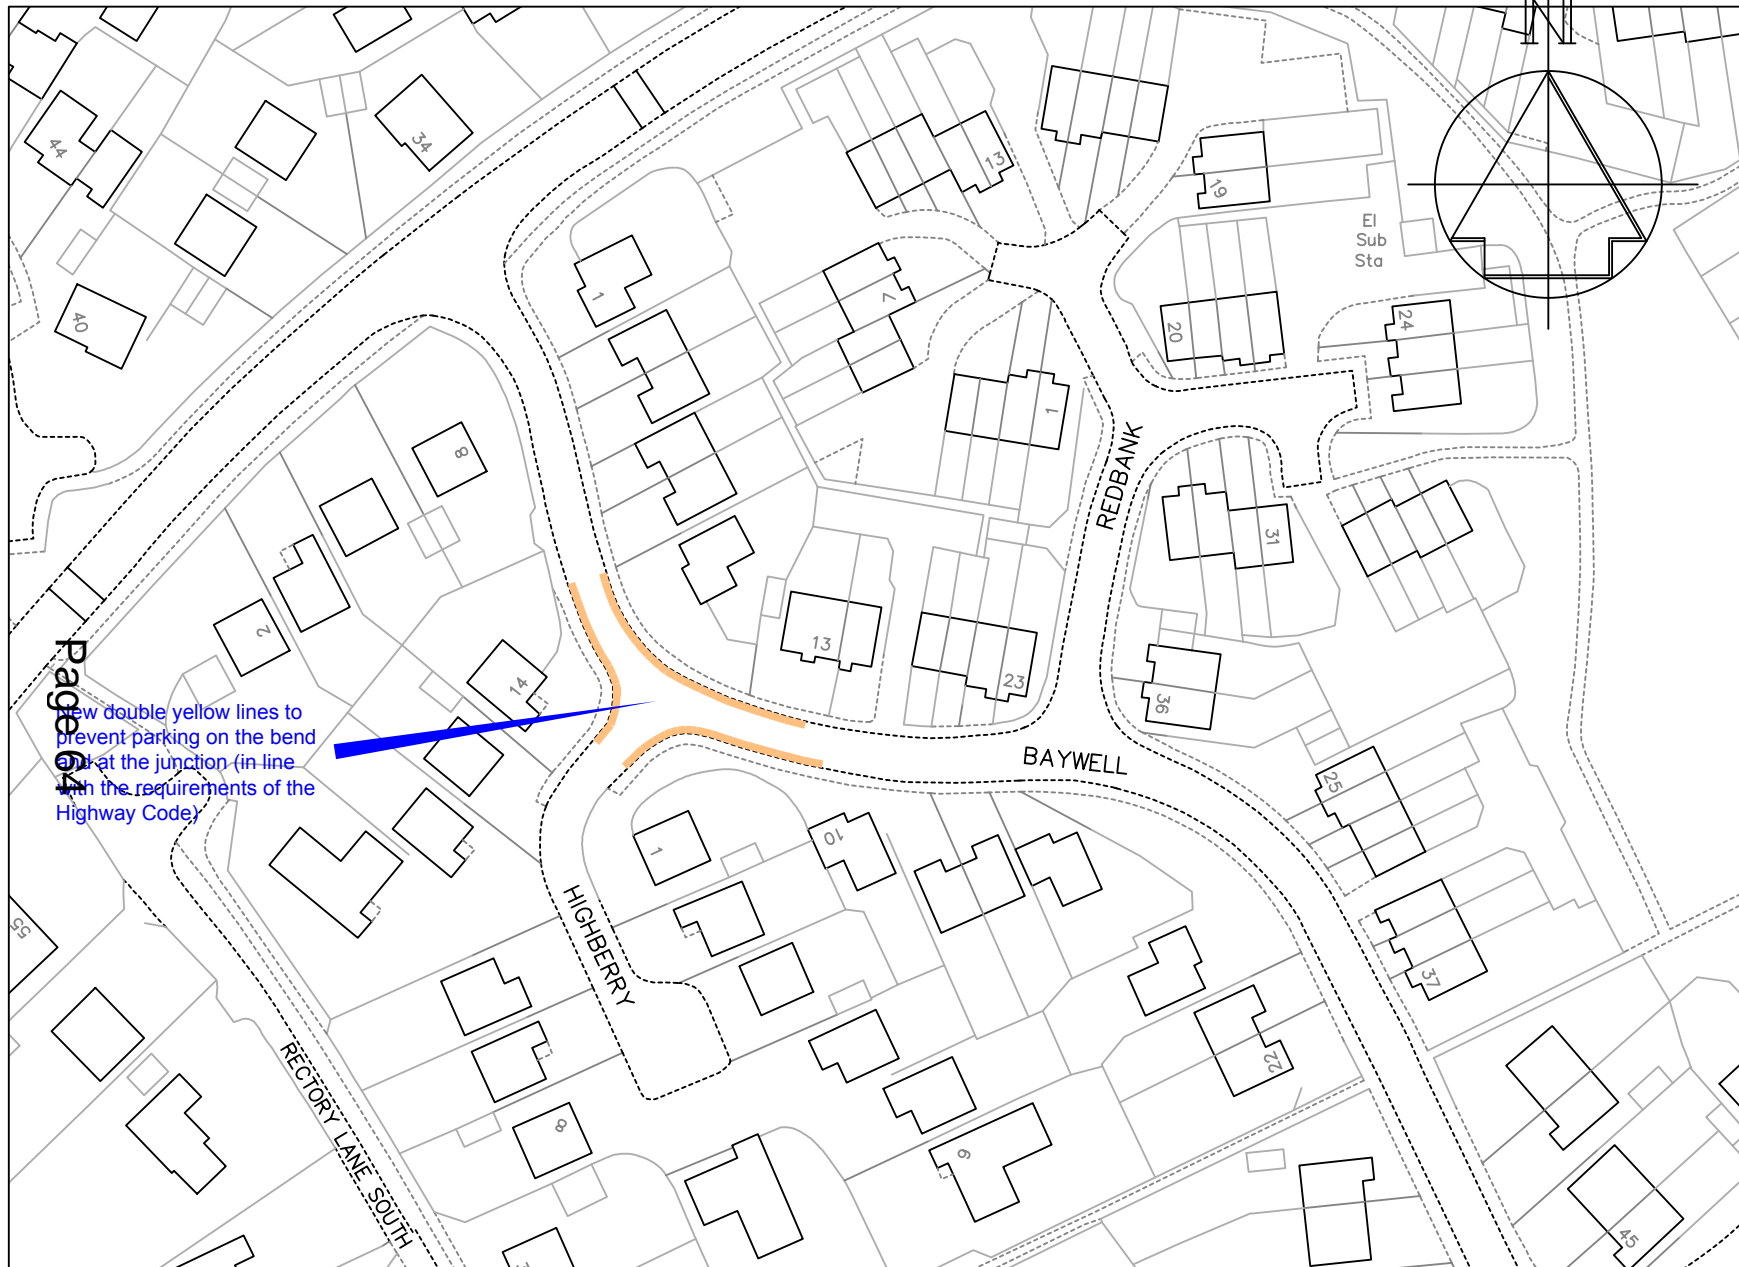 N
44
34
40
1
13
19
El
Sub
Sta
7
20
24
1
8
REDBANK
31
2
14
13
23
36
Page 64
New double yellow lines to
prevent parking on the bend
and at the junction (in line
with the requirements of the
Highway Code)
BAYWELL
25
1
10
HIGHBERRY
55
37
RECTORY LANE SOUTH
22
9
45